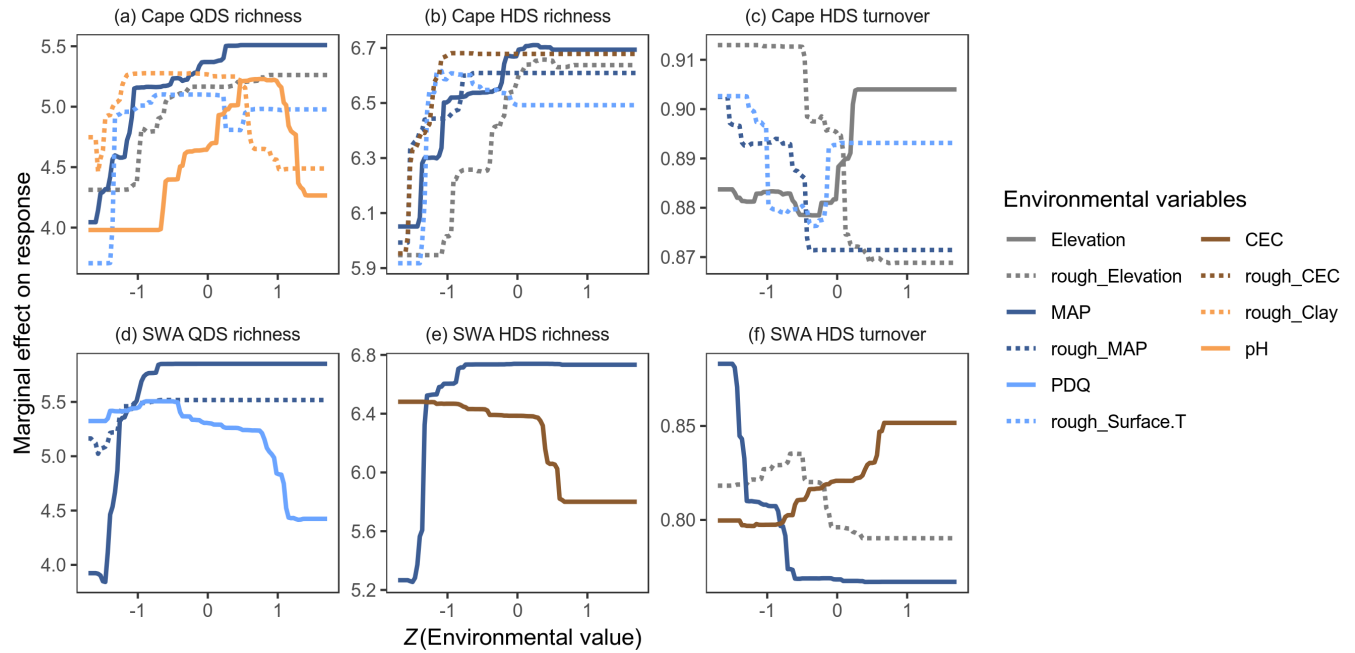 (a) Cape QDS richness
(b) Cape HDS richness
(c) Cape HDS turnover
5.5
5.0
4.5
4.0
-1 0 1
6.7
6.5
6.3
6.1
5.9
-1 0 1
0.91
0.90
0.89
0.88
0.87
-1 0 1
Marginal effect on response
(d) SWA QDS richness
(e) SWA HDS richness
(f) SWA HDS turnover
5.5
5.0
4.5
4.0
-1 0 1
6.8
6.4
6.0
5.6
5.2
-1 0 1
0.85
0.80
-1 0 1
Z(Environmental value)
Environmental variables
Elevation
rough_Elevation
MAP
rough_MAP
PDQ
rough_Surface.T
CEC
rough_CEC
rough_Clay
pH